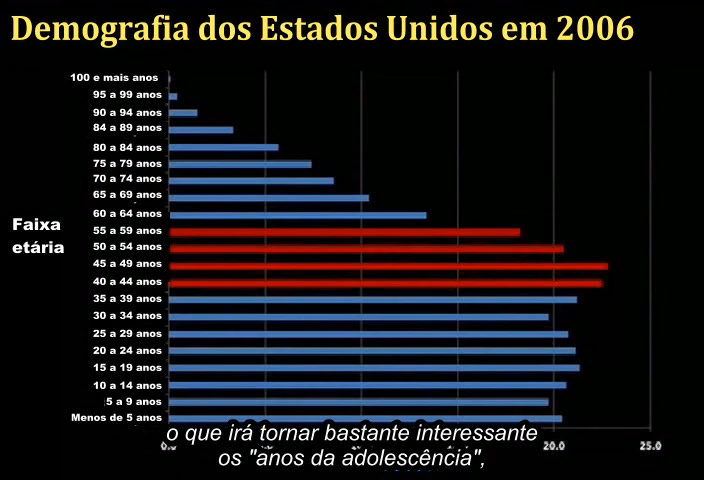 Demografia dos Estados Unidos em 2006
100 e mais anos
95 a 99 anos
90 a 94 anos
84 a 89 anos
80 a 84 anos
75 a 79 anos
70 a 74 anos
65 a 69 anos
60 a 64 anos
Faixa
etária
55 a 59 anos
50 a 54 anos
45 a 49 anos
40 a 44 anos
35 a 39 anos
30 a 34 anos
25 a 29 anos
20 a 24 anos
15 a 19 anos
10 a 14 anos
5 a 9 anos
Menos de 5 anos
o que irá tornar bastante interessante
os "anos da adolescência",
0.0 20.0 25.0